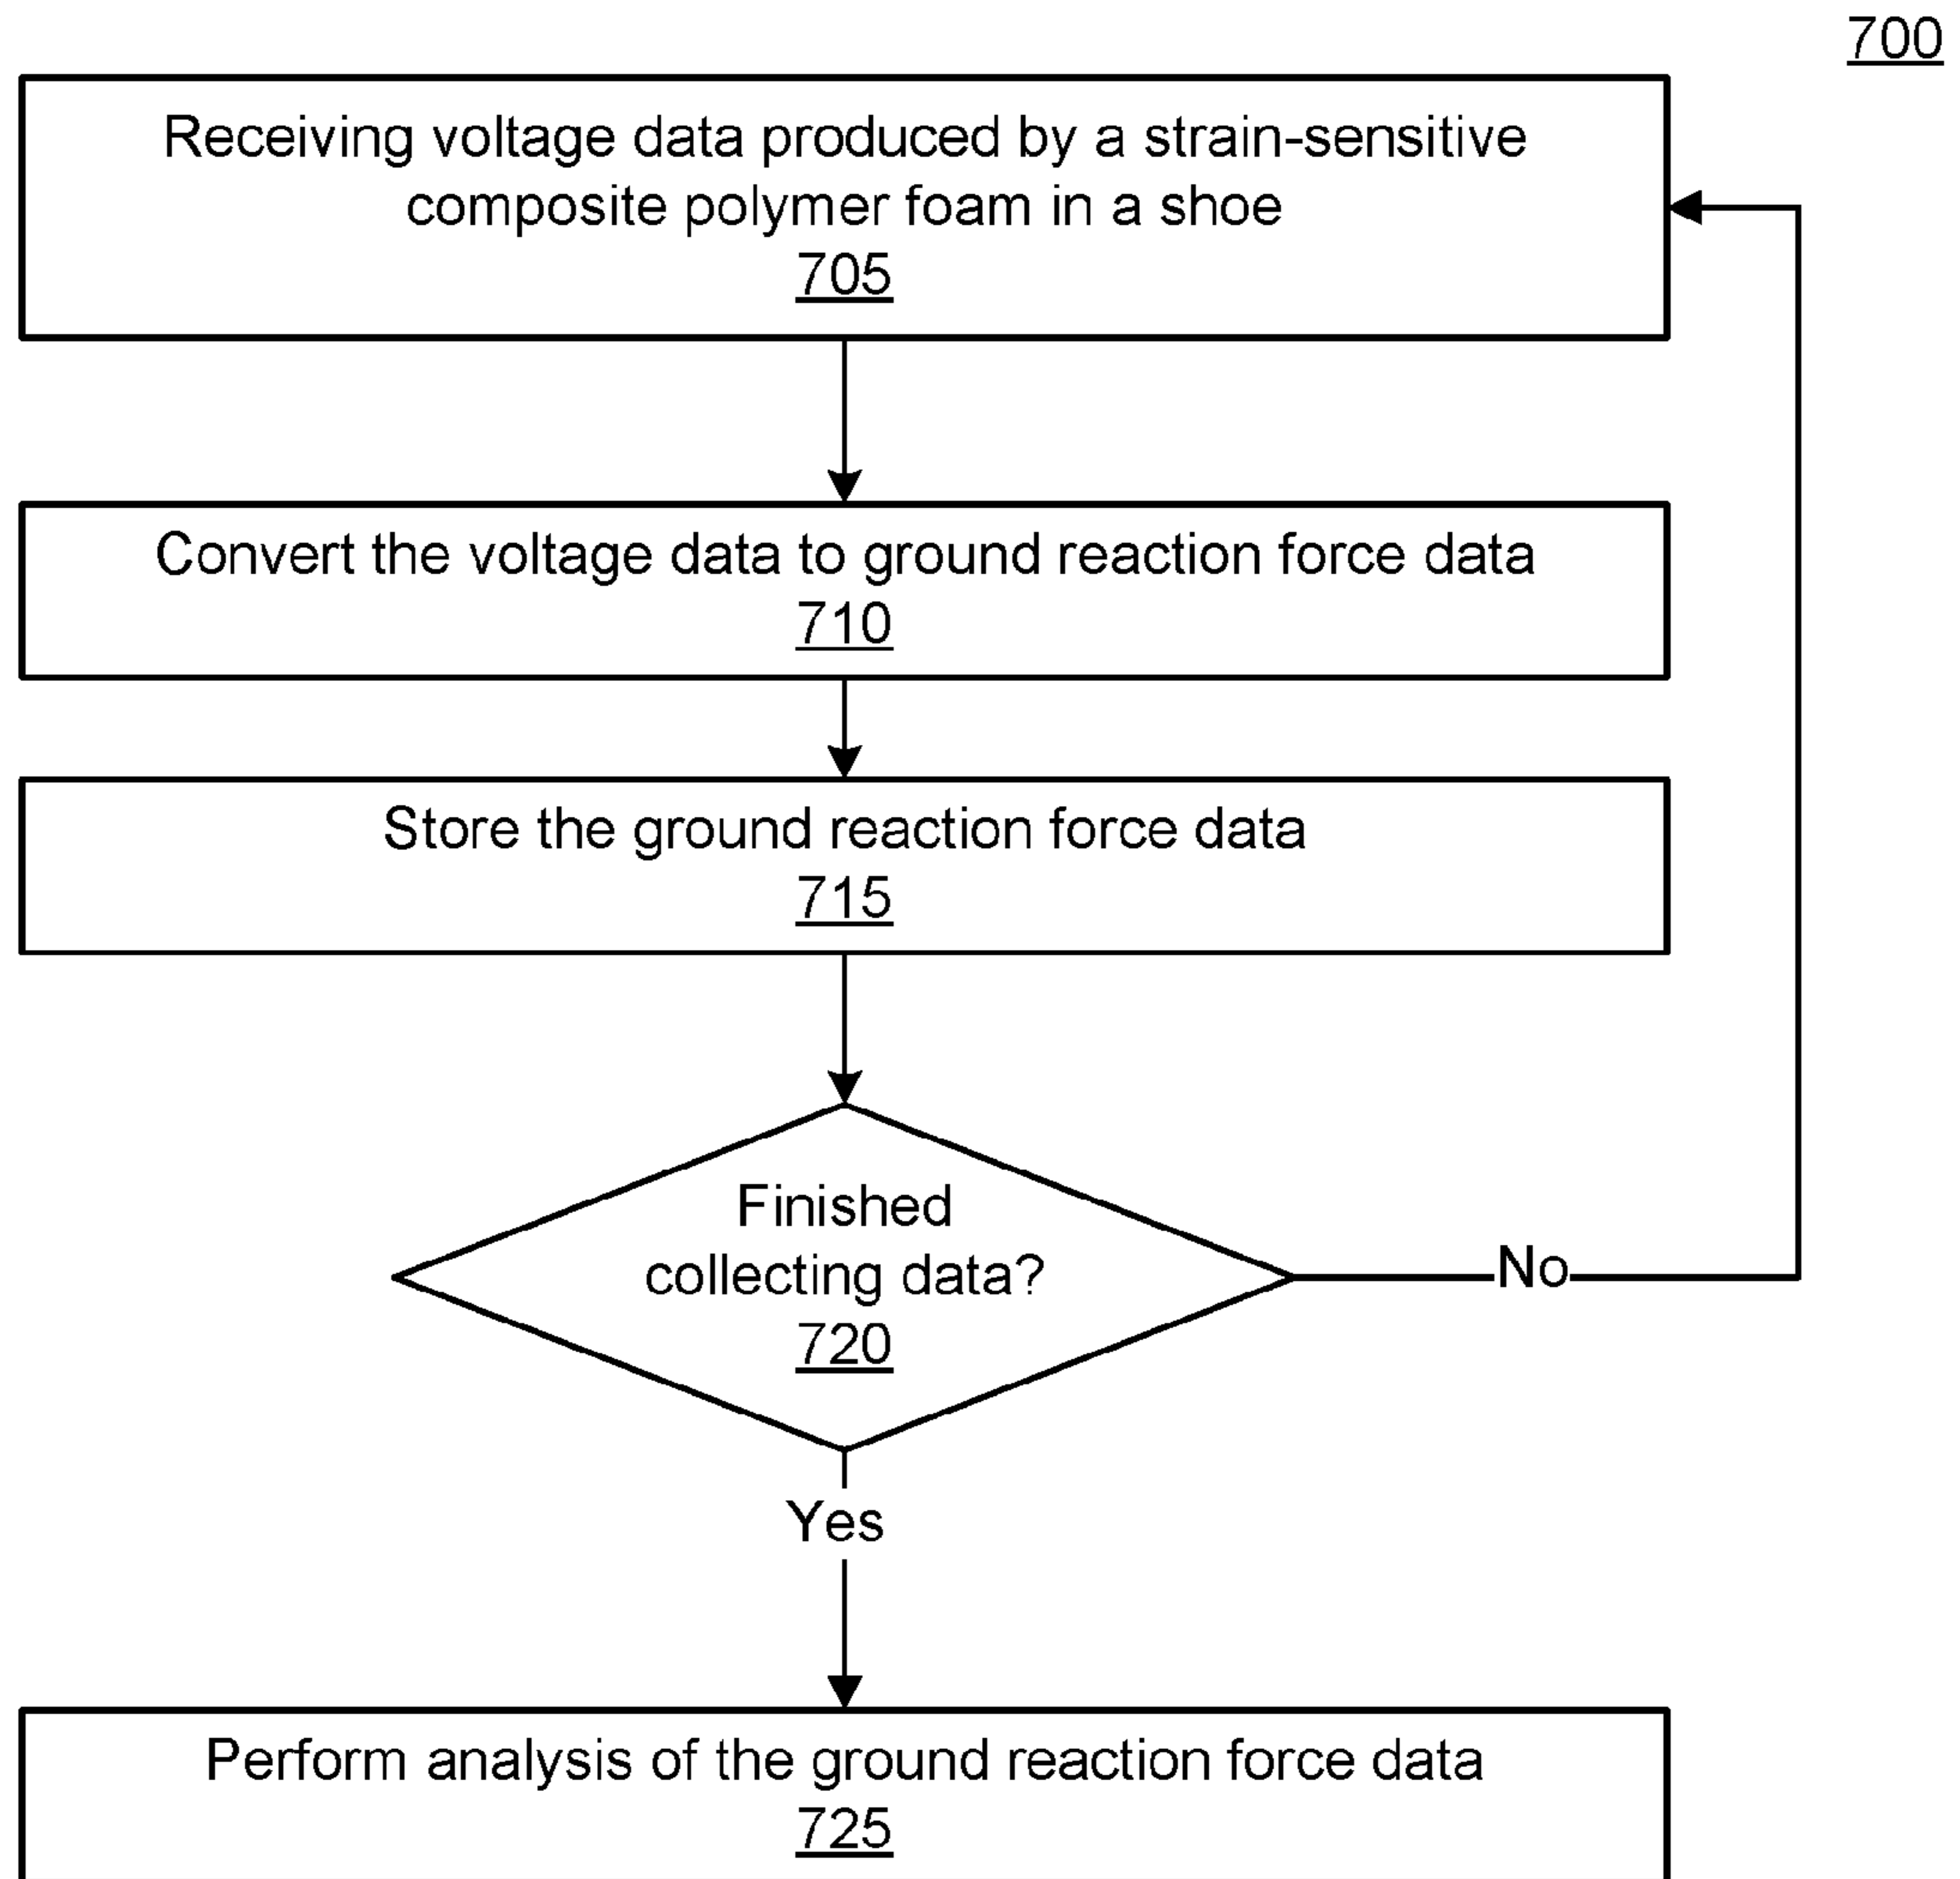 700
Receiving voltage data produced by a strain-sensitive
composite polymer foam in a shoe
705
Convert the voltage data to ground reaction force data
710
Store the ground reaction force data
715
Finished
collecting data?
720
No
Yes
Perform analysis of the ground reaction force data
725